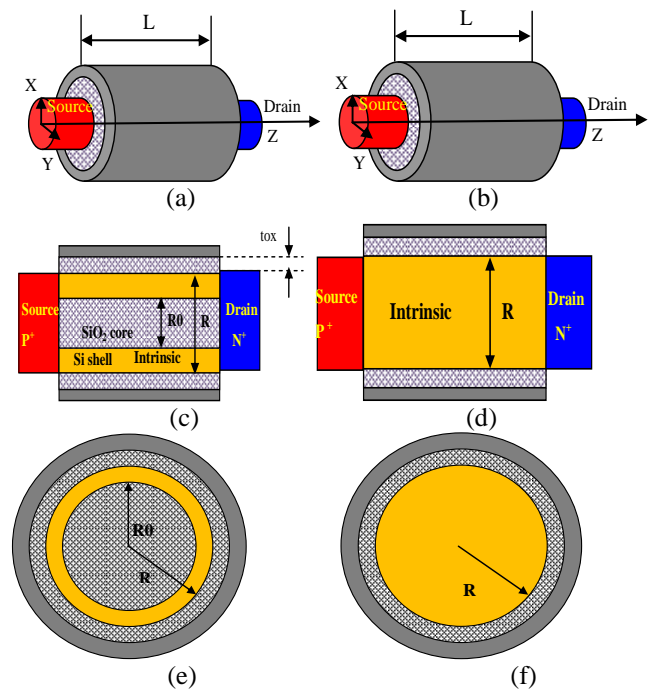 L
X
Source
Drain
Y
Z
(a)
L
X
Source
Drain
Y
Z
(b)
tox
Source
P+
SiO2 core
R0
R
Si shell
Intrinsic
Drain
N+
(c)
Source
P+
Intrinsic
R
Drain
N+
(d)
R0
R
(e)
R
(f)